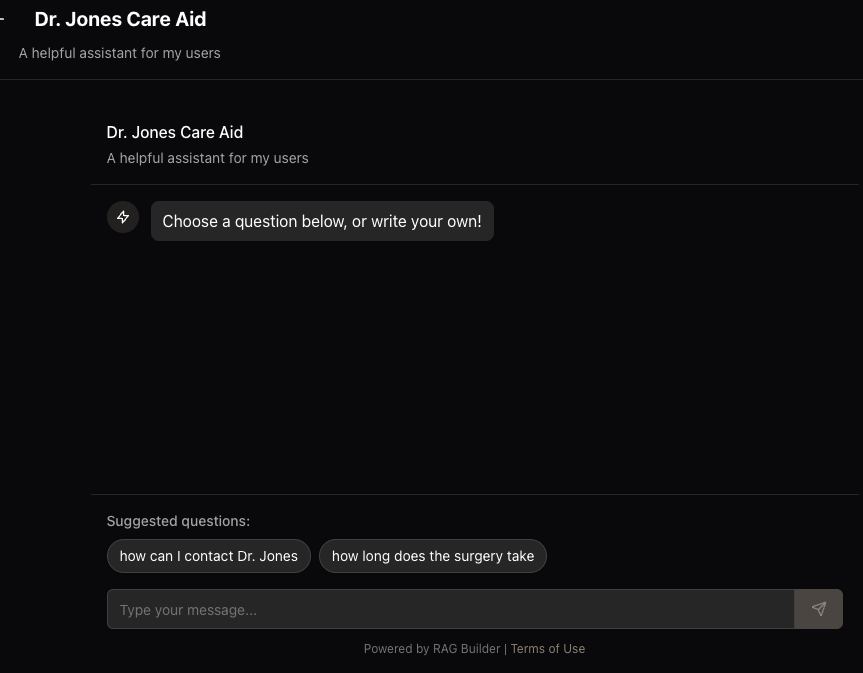 Dr. Jones Care Aid
A helpful assistant for my users
Dr. Jones Care Aid
A helpful assistant for my users
Choose a question below, or write your own!
Suggested questions:
how can I contact Dr. Jones
how long does the surgery take
Type your message...
Powered by RAG Builder | Terms of Use